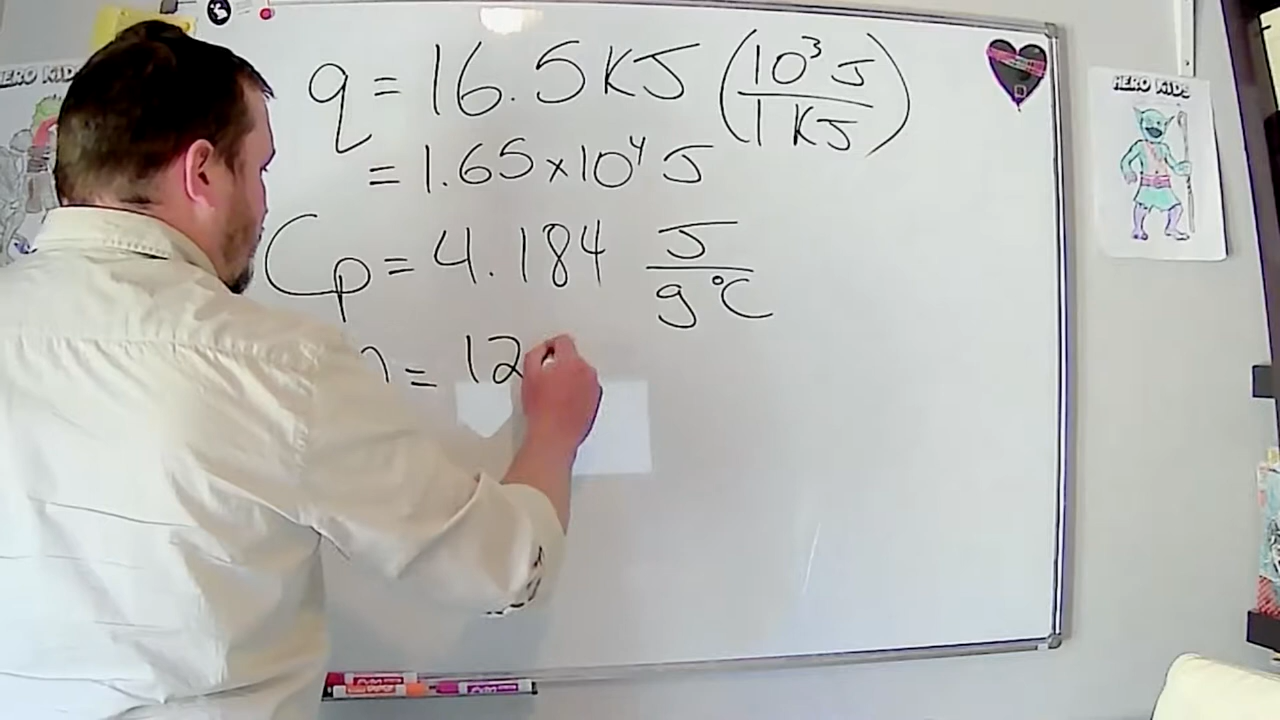 HERO KIDS
q = 16.5 KJ (10³ J / 1 KJ)
= 1.65 × 10⁴ J
Cp = 4.184 J / g °C
= 12
HERO KIDS